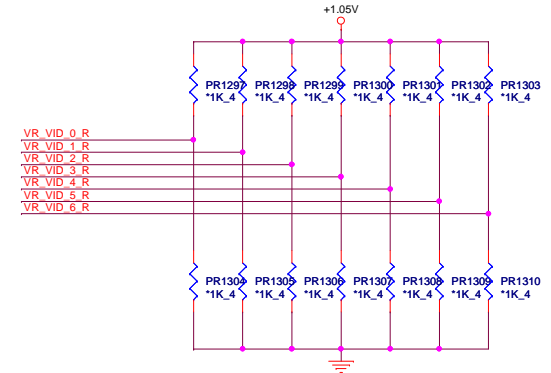 +1.05V
PR1297 PR1298 PR1299 PR1300 PR1301 PR1302 PR1303
*1K_4 *1K_4 *1K_4 *1K_4 *1K_4 *1K_4 *1K_4
VR_VID_0_R
VR_VID_1_R
VR_VID_2_R
VR_VID_3_R
VR_VID_4_R
VR_VID_5_R
VR_VID_6_R
PR1304 PR1305 PR1306 PR1307 PR1308 PR1309 PR1310
*1K_4 *1K_4 *1K_4 *1K_4 *1K_4 *1K_4 *1K_4